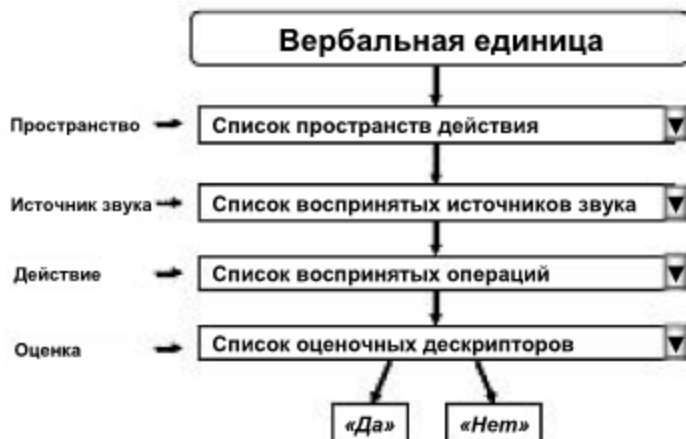 Вербальная единица
Пространство
Список пространств действия
Источник звука
Список воспринятых источников звука
Действие
Список воспринятых операций
Оценка
Список оценочных дескрипторов
«Да» «Нет»